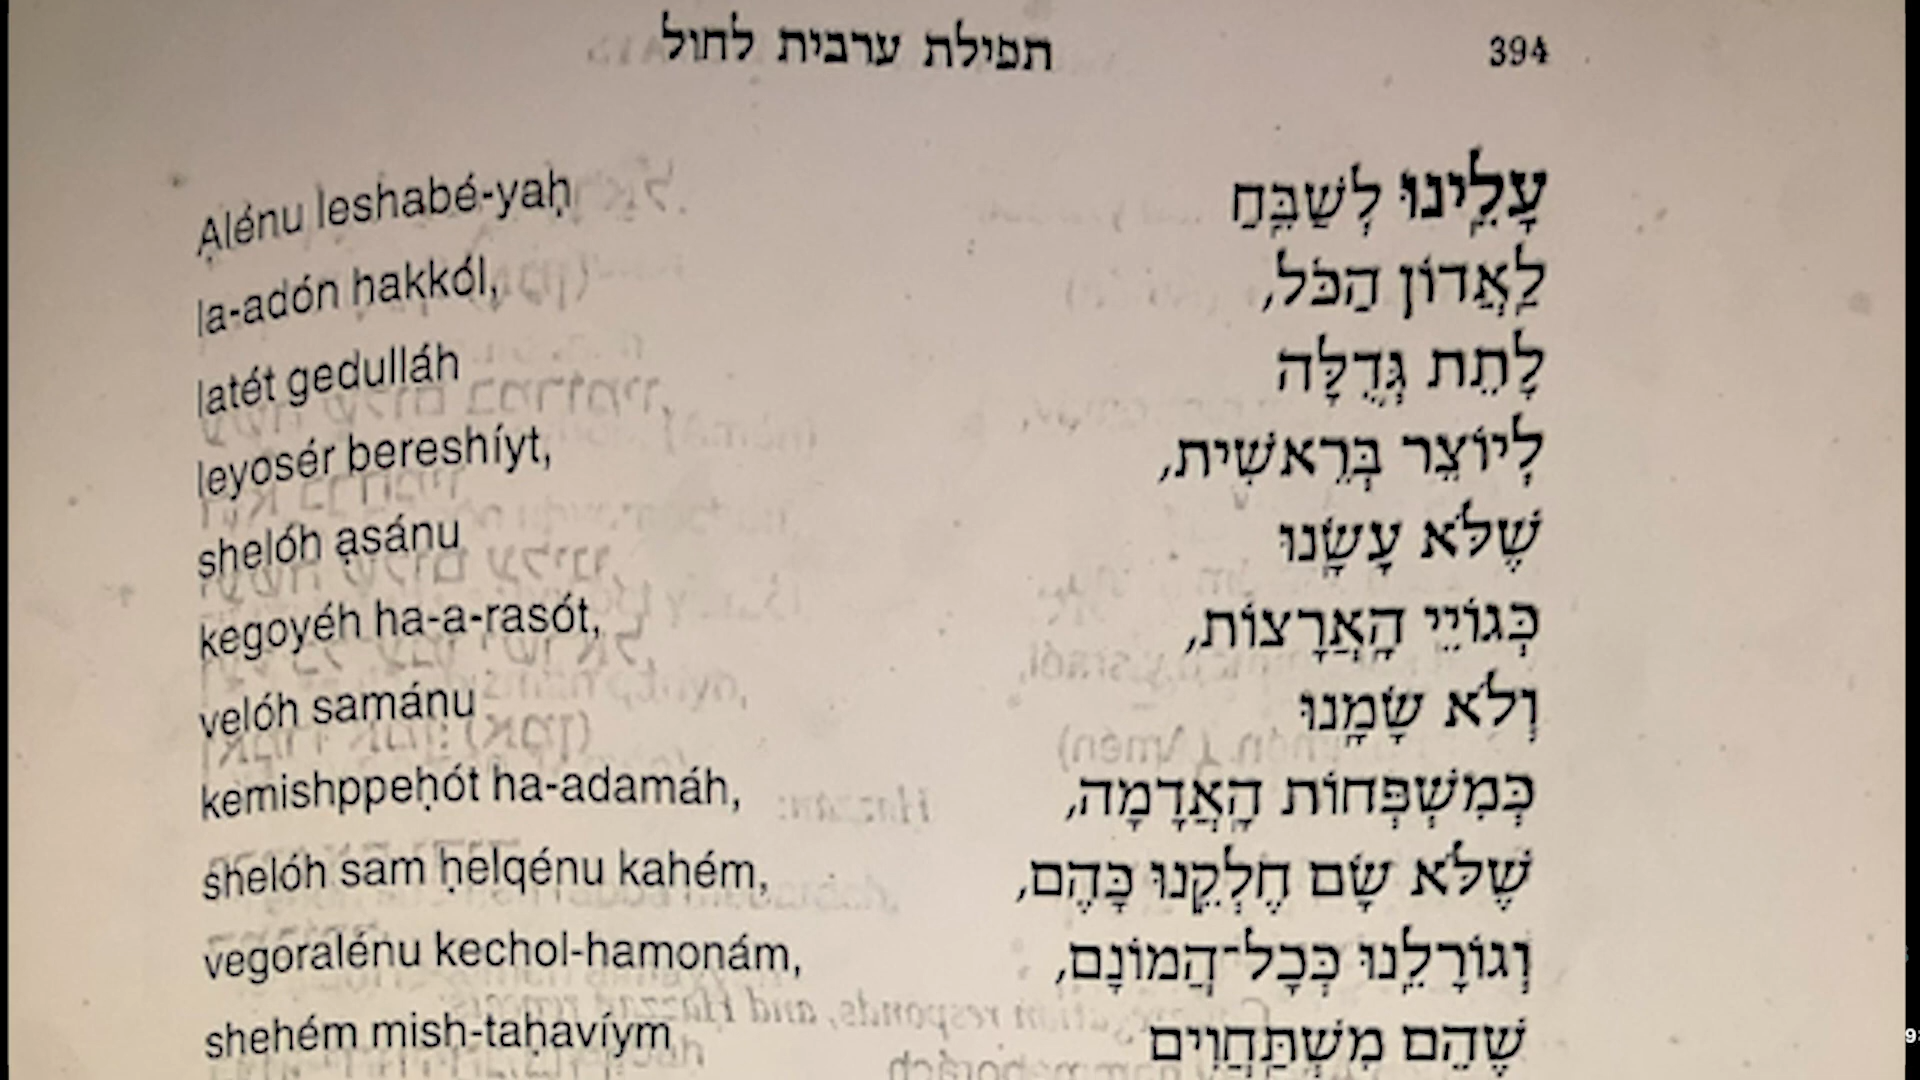 תפילת ערבית לחול 394
עָלֵינוּ לְשַׁבֵּחַ
Ạlénu leshabé-yaḥ
לַאֲדוֹן הַכֹּל,
la-adón hakkól,
לָתֵת גְּדֻלָּה
latét gedulláh
לְיוֹצֵר בְּרֵאשִׁית,
leyosér bereshíyt,
שֶׁלֹּא עָשָׂנוּ
shelóh ạsánu
כְּגוֹיֵי הָאֲרָצוֹת,
kegoyéh ha-a-rasót,
וְלֹא שָׂמָנוּ
velóh samánu
כְּמִשְׁפְּחוֹת הָאֲדָמָה,
kemishppeḥót ha-adamáh,
שֶׁלֹּא שָׂם חֶלְקֵנוּ כָּהֶם,
shelóh sam ḥelqénu kahém,
וְגוֹרָלֵנוּ כְּכָל־הֲמוֹנָם,
vegoralénu kechol-hamonám,
שֶׁהֵם מִשְׁתַּחֲוִים
shehém mish-taḥavíym